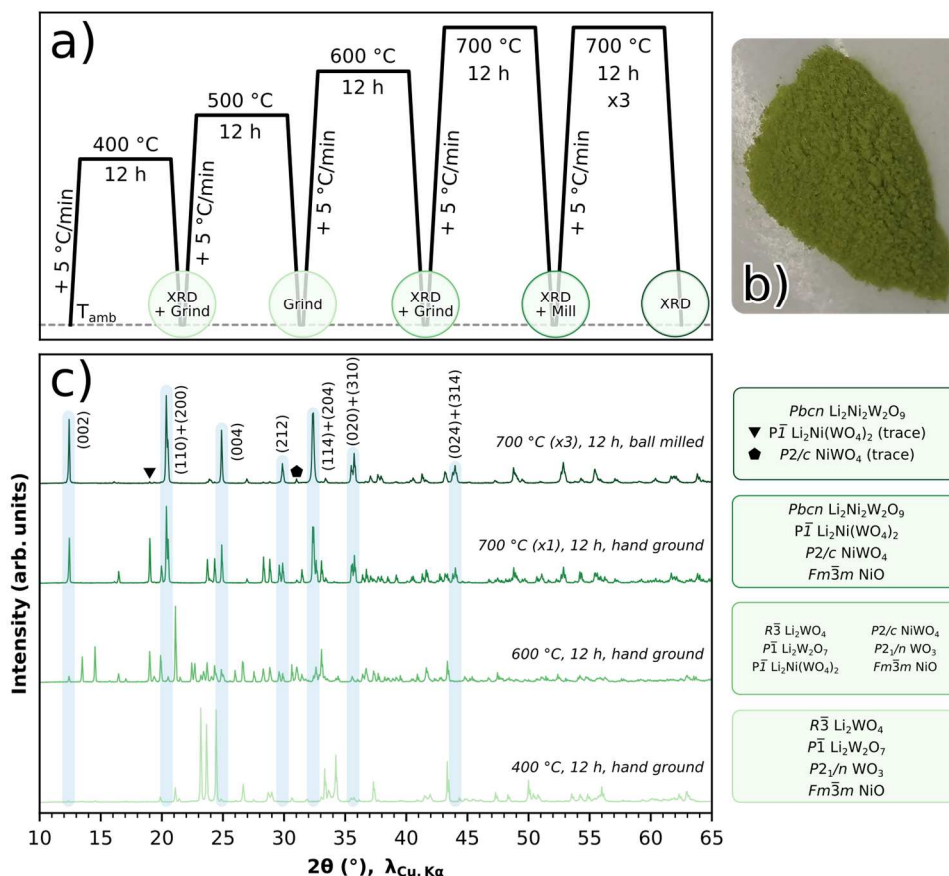 a)
400 °C
12 h
500 °C
12 h
600 °C
12 h
700 °C
12 h
700 °C
12 h
x3
+ 5 °C/min
+ 5 °C/min
+ 5 °C/min
+ 5 °C/min
T_amb
XRD
+ Grind
Grind
XRD
+ Grind
XRD
+ Mill
XRD
b)
c)
(002)
(110)+(200)
(004)
(212)
(114)+(204)
(020)+(310)
(024)+(314)
700 °C (x3), 12 h, ball milled
700 °C (x1), 12 h, hand ground
600 °C, 12 h, hand ground
400 °C, 12 h, hand ground
Intensity (arb. units)
10 15 20 25 30 35 40 45 50 55 60 65
2θ (°), λ_Cu, Kα
Pbcn Li₂Ni₂W₂O₉
▼ P1̅ Li₂Ni(WO₄)₂ (trace)
⬟ P2/c NiWO₄ (trace)
Pbcn Li₂Ni₂W₂O₉
P1̅ Li₂Ni(WO₄)₂
P2/c NiWO₄
Fm3̅m NiO
R3̅ Li₂WO₄ P2/c NiWO₄
P1̅ Li₂W₂O₇ P2₁/n WO₃
P1̅ Li₂Ni(WO₄)₂ Fm3̅m NiO
R3̅ Li₂WO₄
P1̅ Li₂W₂O₇
P2₁/n WO₃
Fm3̅m NiO